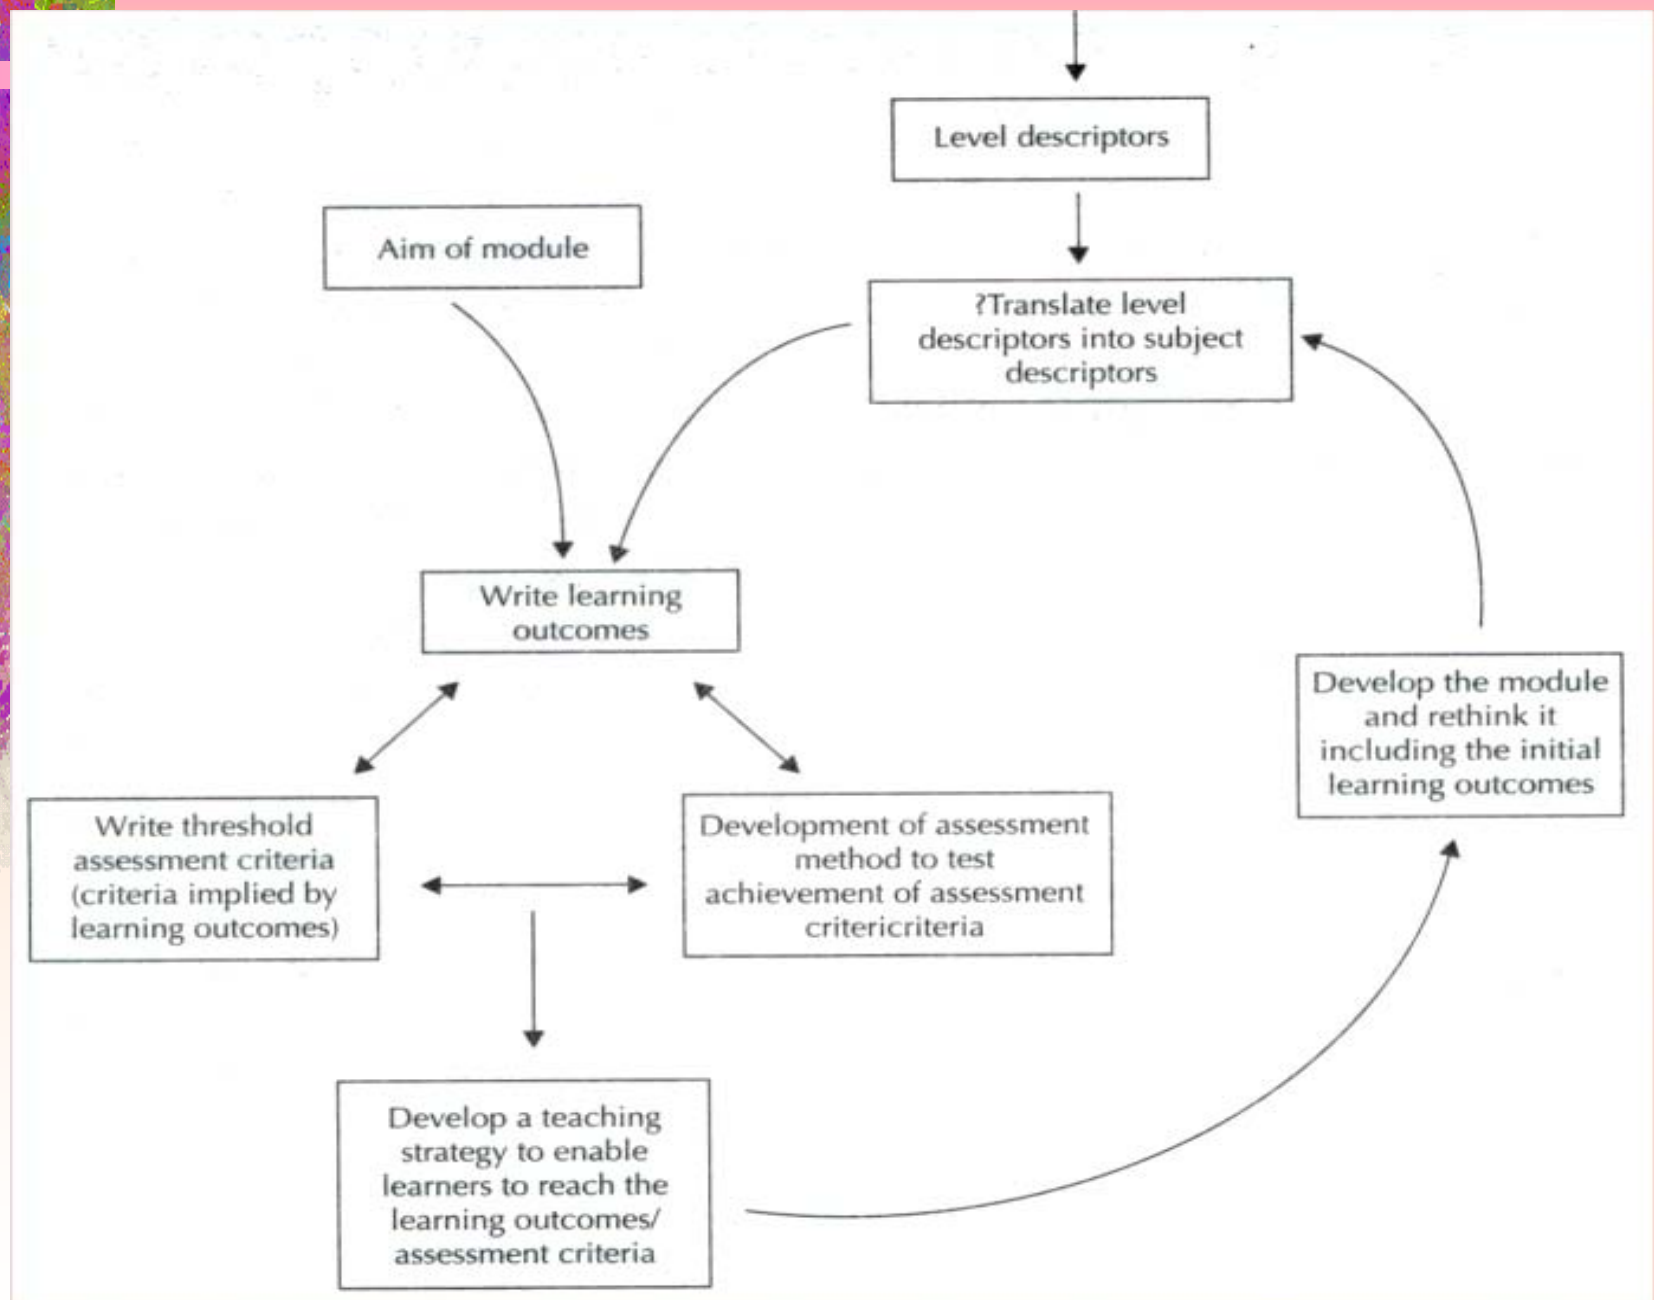 Level descriptors
Aim of module
?Translate level
descriptors into subject
descriptors
Write learning
outcomes
Develop the module
and rethink it
including the initial
learning outcomes
Write threshold
assessment criteria
(criteria implied by
learning outcomes)
Development of assessment
method to test
achievement of assessment
critericriteria
Develop a teaching
strategy to enable
learners to reach the
learning outcomes/
assessment criteria